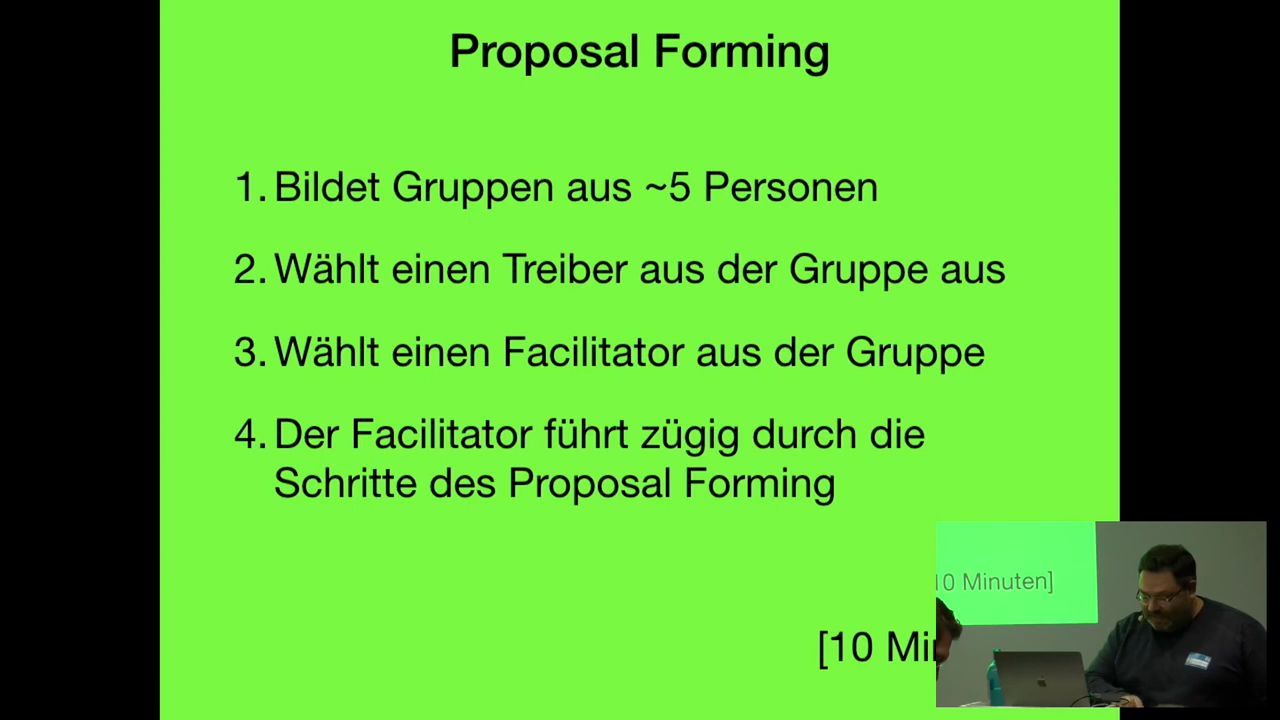 Proposal Forming
1. Bildet Gruppen aus ~5 Personen
2. Wählt einen Treiber aus der Gruppe aus
3. Wählt einen Facilitator aus der Gruppe
4. Der Facilitator führt zügig durch die
Schritte des Proposal Forming
[10 Mi
10 Minuten]